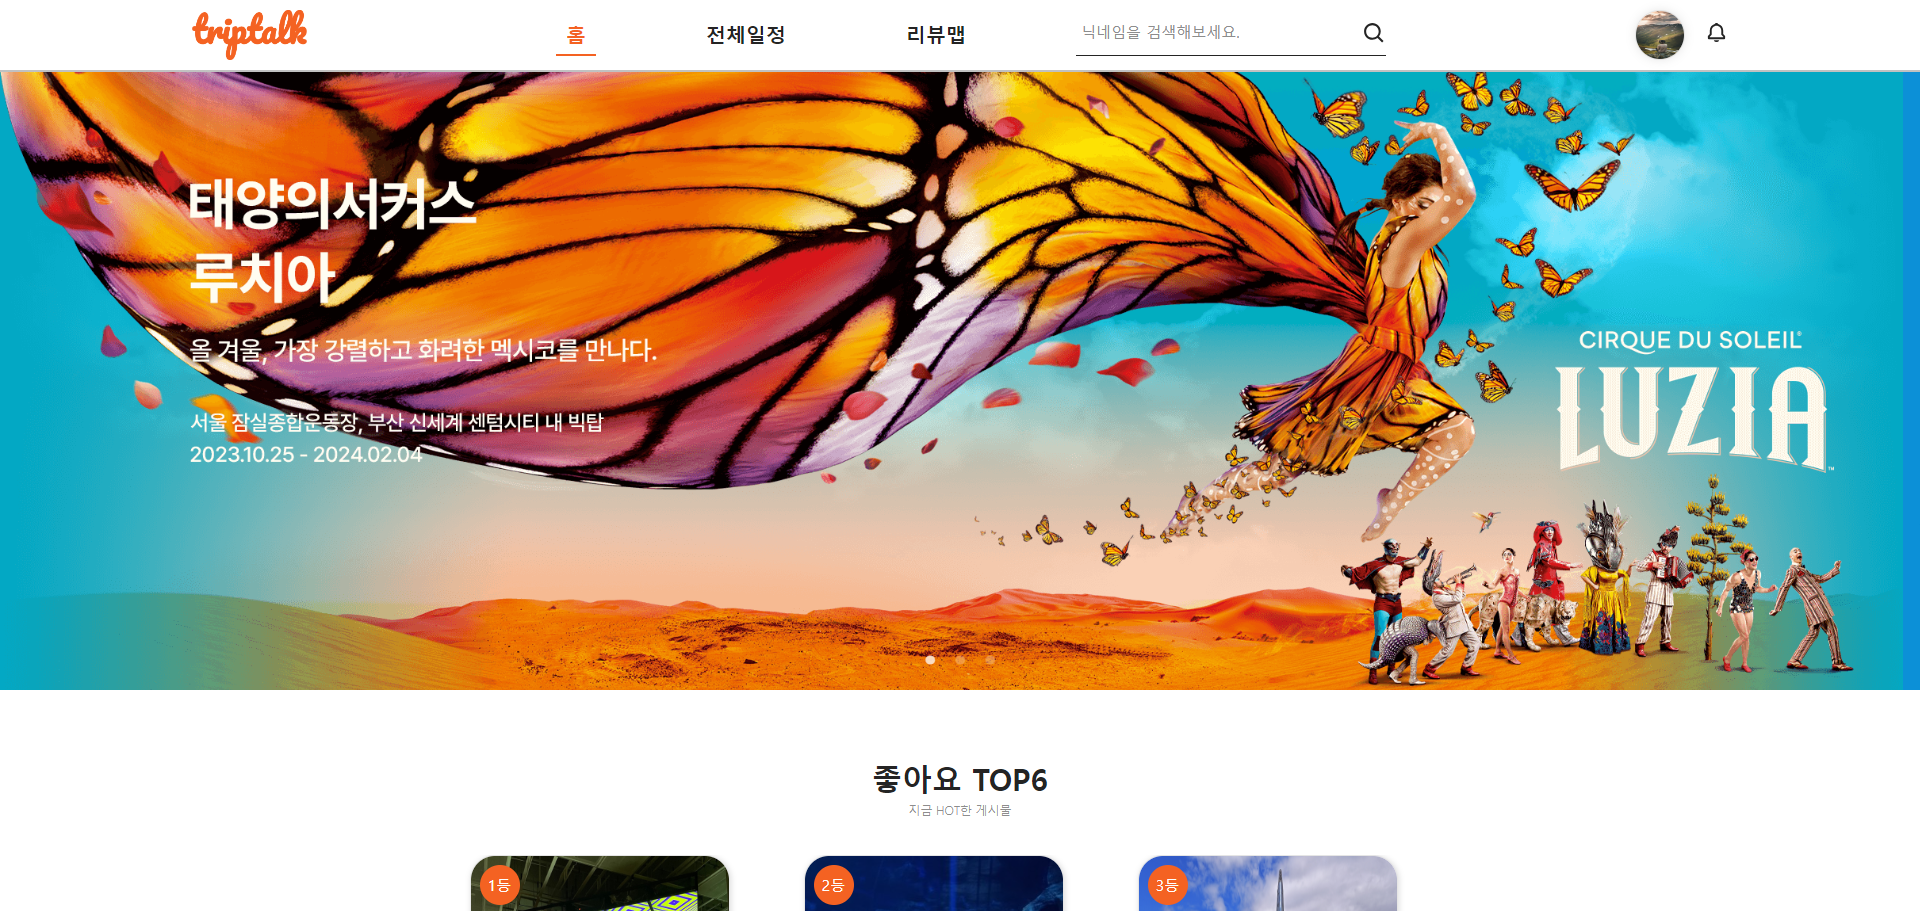 triptalk
홈
전체일정
리뷰맵
닉네임을 검색해보세요.
태양의서커스
루치아
올 겨울, 가장 강렬하고 화려한 멕시코를 만나다.
서울 잠실종합운동장, 부산 신세계 센텀시티 내 빅탑
2023.10.25 - 2024.02.04
CIRQUE DU SOLEIL®
LUZIA™
좋아요 TOP6
지금 HOT한 게시물
1등
2등
3등